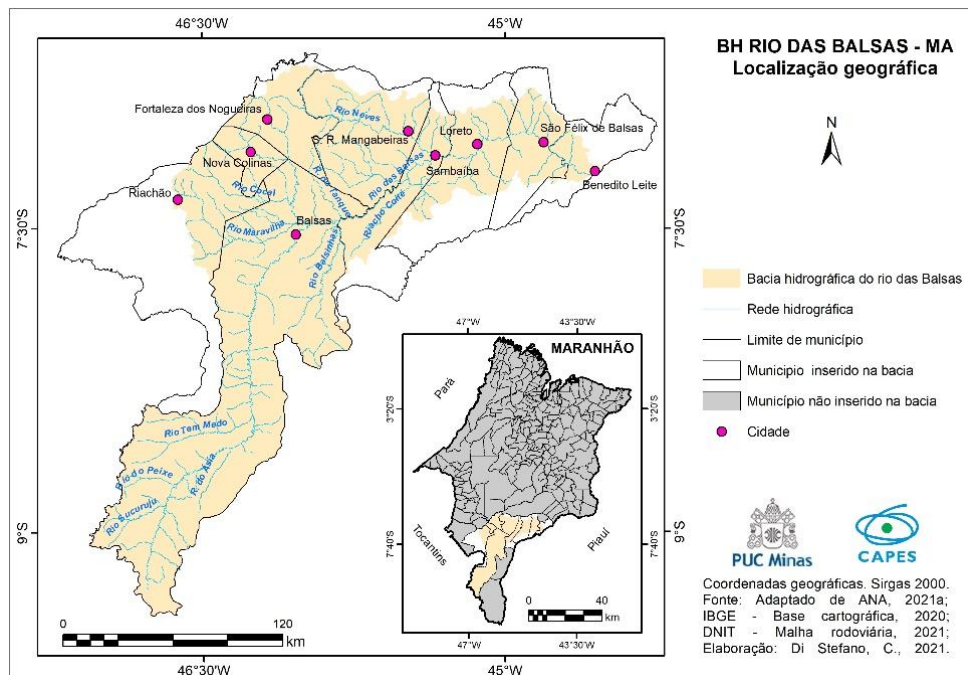 46°30'W
45°W
BH RIO DAS BALSAS - MA
Localização geográfica
N
Fortaleza dos Nogueiras
Rio Neves
S. R. Mangabeiras
Loreto
São Félix de Balsas
Nova Colinas
Rio das Balsas
Sambaíba
Benedito Leite
Riachão
Rio Cocal
R. do Tanque
Riacho Coité
7°30'S
7°30'S
Rio Maravilha
Balsas
Rio Balsinhas
Bacia hidrográfica do rio das Balsas
Rede hidrográfica
Limite de município
Municipio inserido na bacia
Município não inserido na bacia
Cidade
47°W
43°30'W
MARANHÃO
Pará
3°20'S
3°20'S
Rio Tem Medo
Rio do Peixe
R. do Ásia
Rio Sucuruju
9°S
9°S
7°40'S
7°40'S
Tocantins
Piauí
PUC Minas
CAPES
0 120
km
0 40
km
47°W
43°30'W
46°30'W
45°W
Coordenadas geográficas. Sirgas 2000.
Fonte: Adaptado de ANA, 2021a;
IBGE - Base cartográfica, 2020;
DNIT - Malha rodoviária, 2021;
Elaboração: Di Stefano, C., 2021.